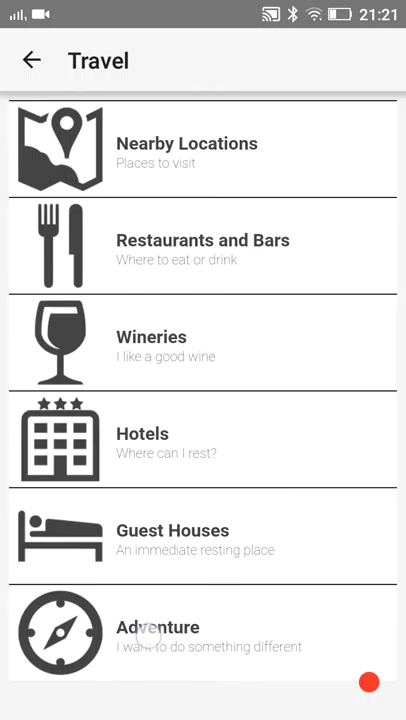 21:21
Travel
Nearby Locations
Places to visit
Restaurants and Bars
Where to eat or drink
Wineries
I like a good wine
Hotels
Where can I rest?
Guest Houses
An immediate resting place
Adventure
I want to do something different